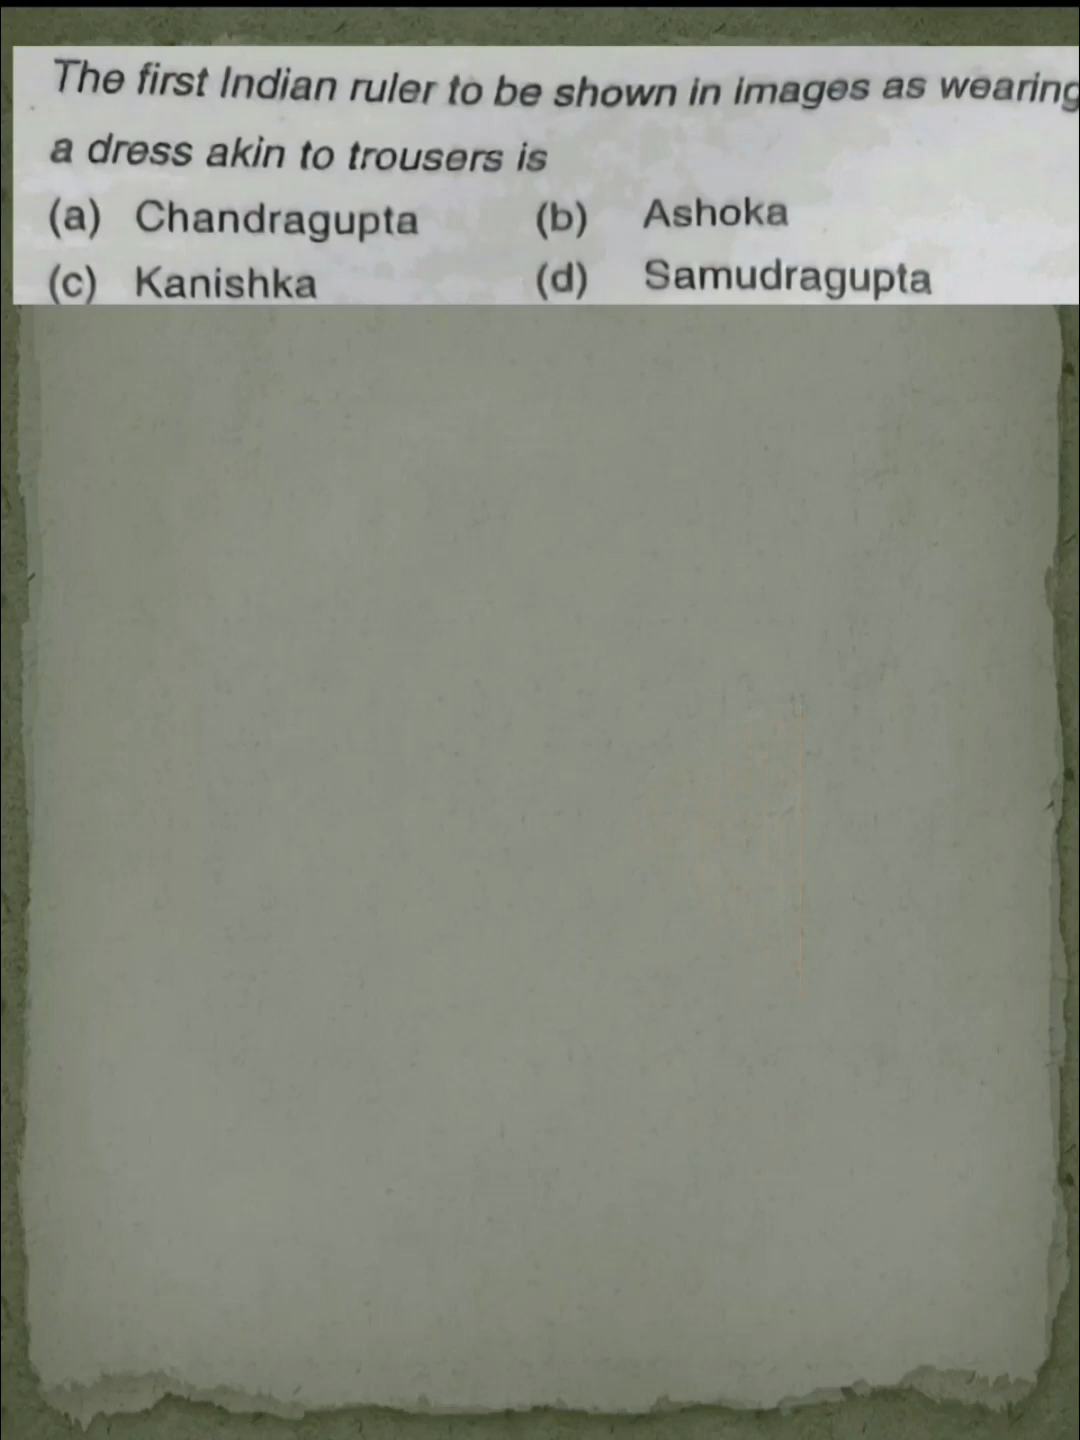 The first Indian ruler to be shown in images as wearing
a dress akin to trousers is
(a) Chandragupta (b) Ashoka
(c) Kanishka (d) Samudragupta